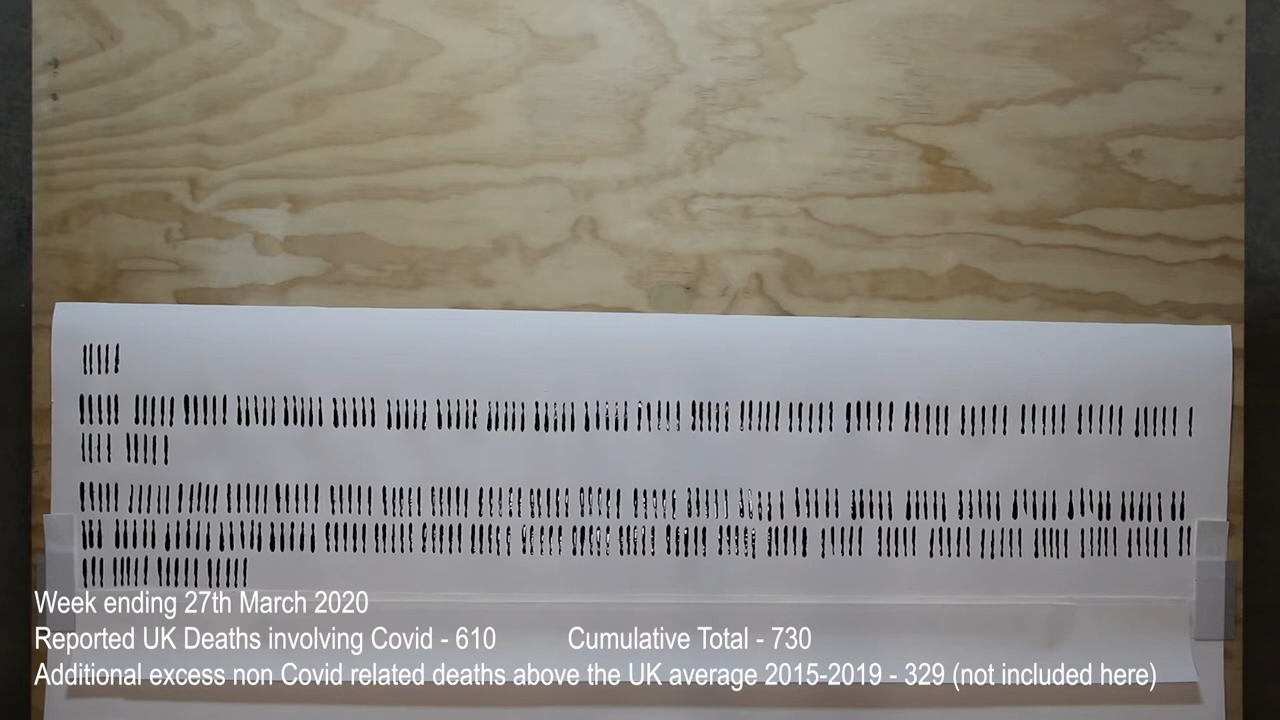 Week ending 27th March 2020
Reported UK Deaths involving Covid - 610 Cumulative Total - 730
Additional excess non Covid related deaths above the UK average 2015-2019 - 329 (not included here)